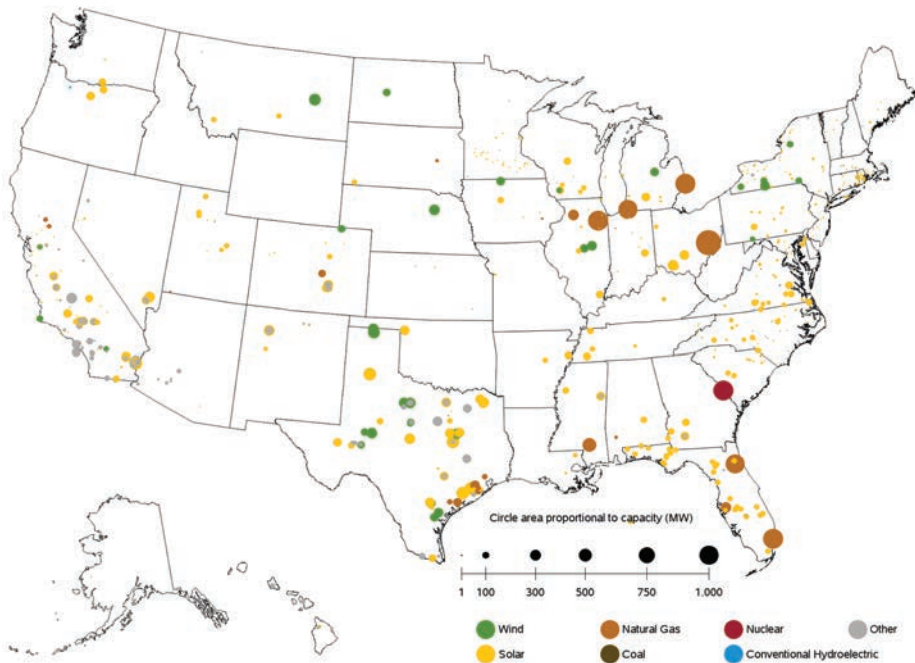 Circle area proportional to capacity (MW)
1 100 300 500 750 1.000
Wind Natural Gas Nuclear Other
Solar Coal Conventional Hydroelectric